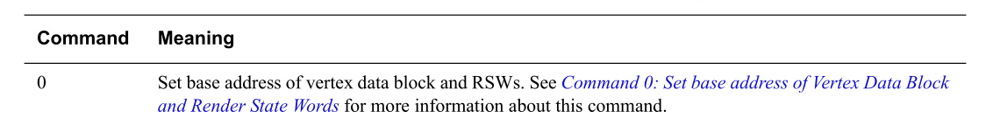 Command Meaning
0 Set base address of vertex data block and RSWs. See Command 0: Set base address of Vertex Data Block
and Render State Words for more information about this command.